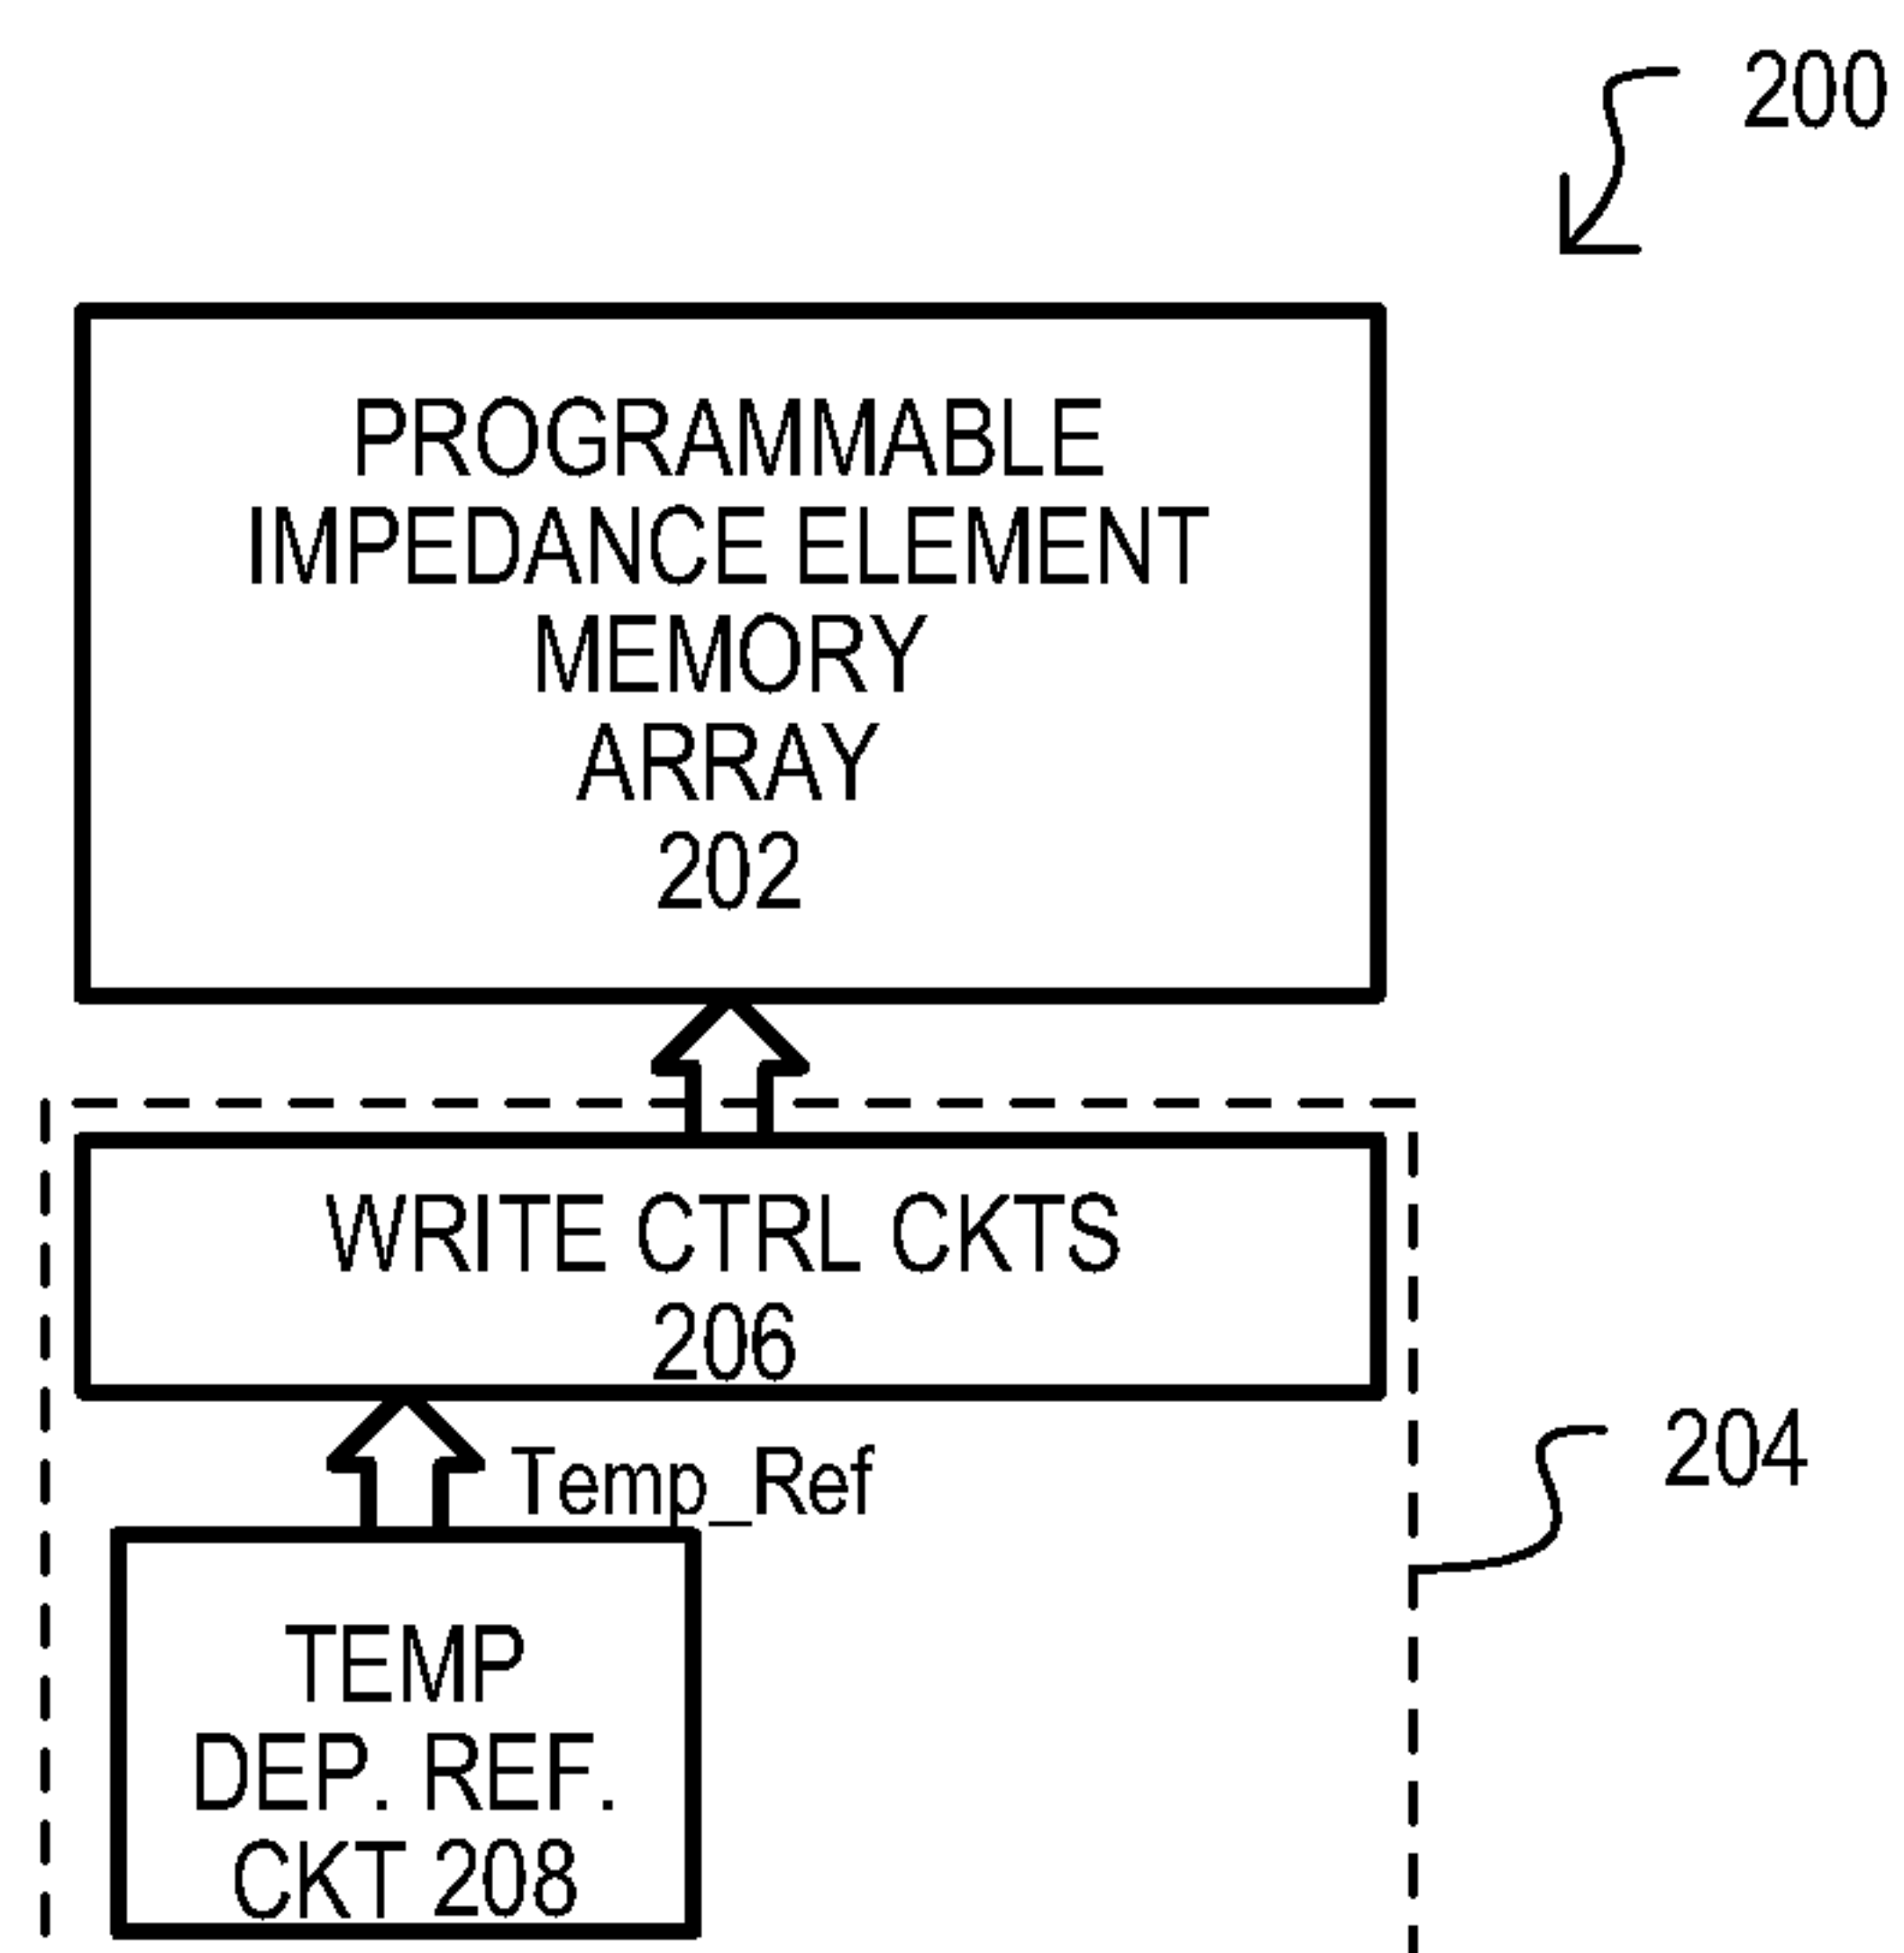 200
PROGRAMMABLE
IMPEDANCE ELEMENT
MEMORY
ARRAY
202
WRITE CTRL CKTS
206
Temp_Ref
204
TEMP
DEP. REF.
CKT 208